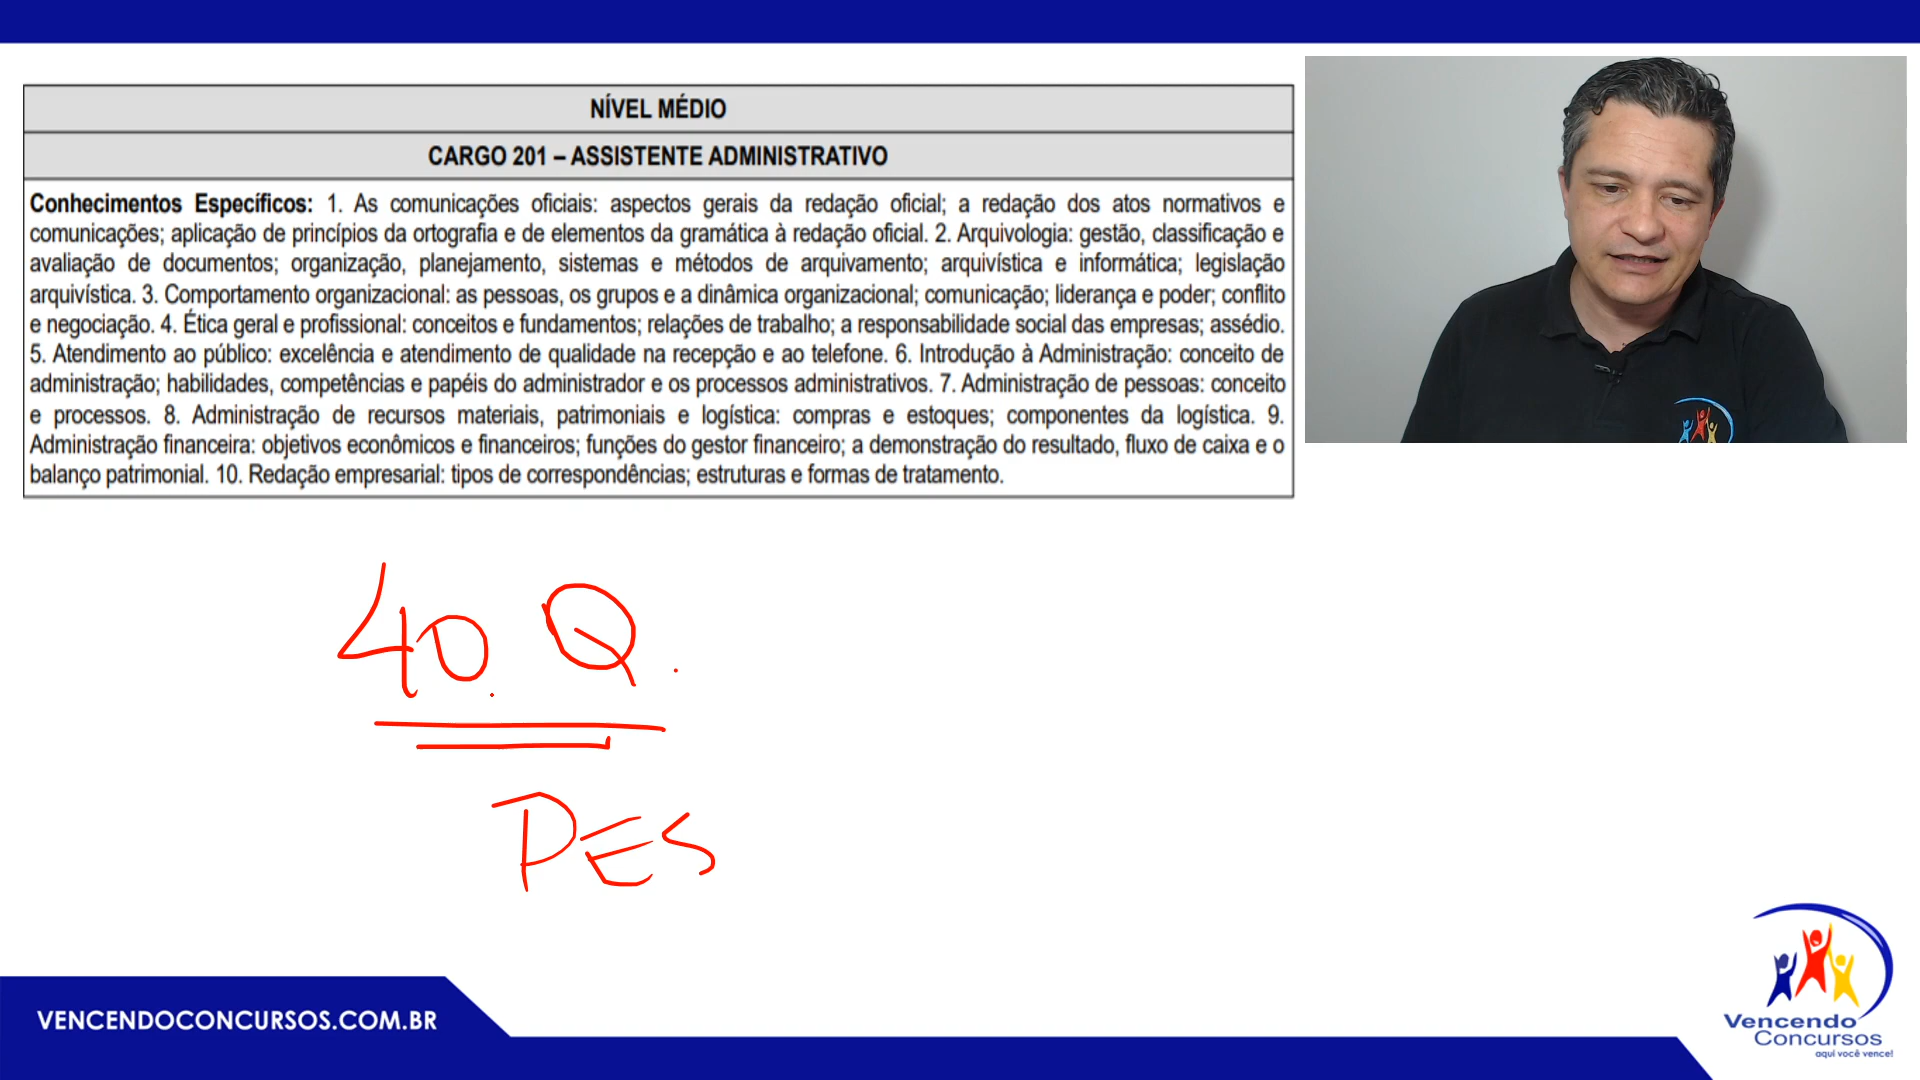 NÍVEL MÉDIO
CARGO 201 – ASSISTENTE ADMINISTRATIVO
Conhecimentos Específicos: 1. As comunicações oficiais: aspectos gerais da redação oficial; a redação dos atos normativos e
comunicações; aplicação de princípios da ortografia e de elementos da gramática à redação oficial. 2. Arquivologia: gestão, classificação e
avaliação de documentos; organização, planejamento, sistemas e métodos de arquivamento; arquivística e informática; legislação
arquivística. 3. Comportamento organizacional: as pessoas, os grupos e a dinâmica organizacional; comunicação; liderança e poder; conflito
e negociação. 4. Ética geral e profissional: conceitos e fundamentos; relações de trabalho; a responsabilidade social das empresas; assédio.
5. Atendimento ao público: excelência e atendimento de qualidade na recepção e ao telefone. 6. Introdução à Administração: conceito de
administração; habilidades, competências e papéis do administrador e os processos administrativos. 7. Administração de pessoas: conceito
e processos. 8. Administração de recursos materiais, patrimoniais e logística: compras e estoques; componentes da logística. 9.
Administração financeira: objetivos econômicos e financeiros; funções do gestor financeiro; a demonstração do resultado, fluxo de caixa e o
balanço patrimonial. 10. Redação empresarial: tipos de correspondências; estruturas e formas de tratamento.
40. Q.
PES
VENCENDOCONCURSOS.COM.BR
Vencendo
Concursos
aqui você vence!